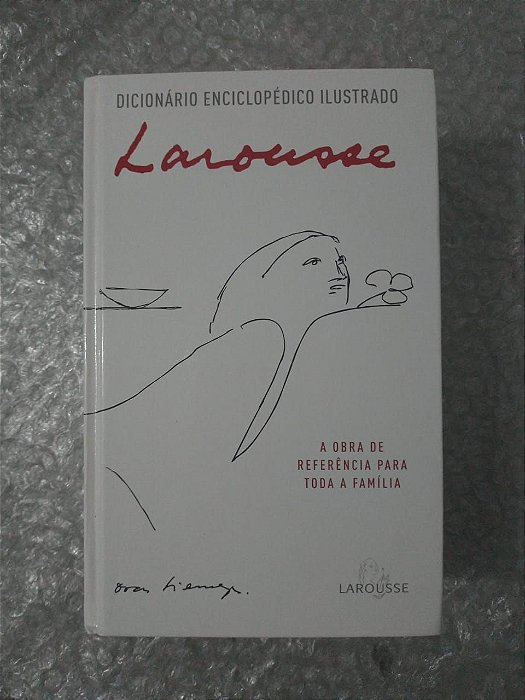 DICIONÁRIO ENCICLOPÉDICO ILUSTRADO
Larousse
A OBRA DE
REFERÊNCIA PARA
TODA A FAMÍLIA
LAROUSSE